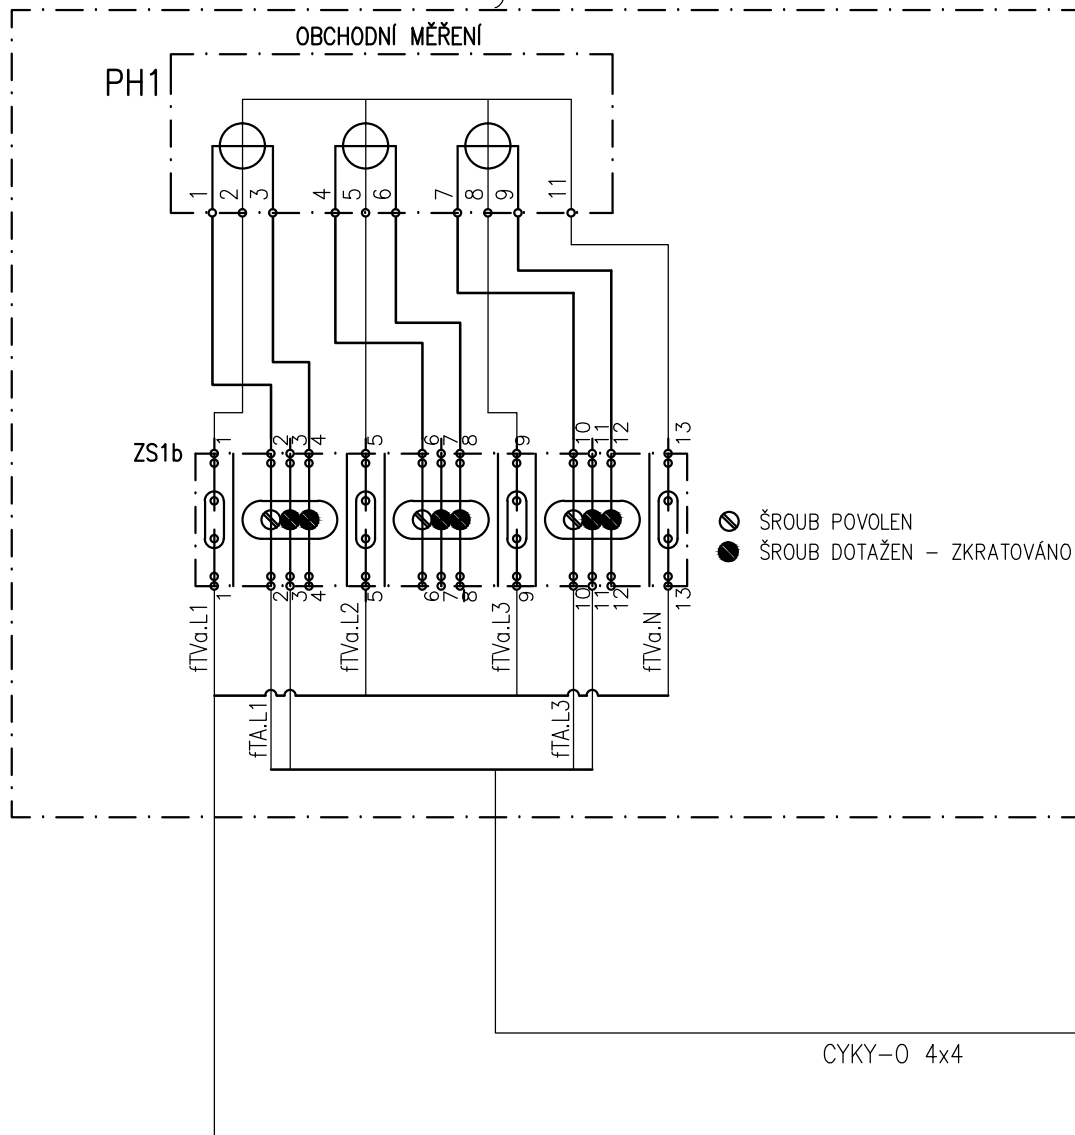 OBCHODNÍ MĚŘENÍ
PH1
1 2 3 4 5 6 7 8 9 11
ZS1b
1 2 3 4 5 6 7 8 9 10 11 12 13
ŠROUB POVOLEN
ŠROUB DOTAŽEN – ZKRATOVÁNO
1 2 3 4 5 6 7 8 9 10 11 12 13
fTVa.L1 fTVa.L2 fTVa.L3 fTVa.N
fTA.L1 fTA.L3
CYKY-O 4x4